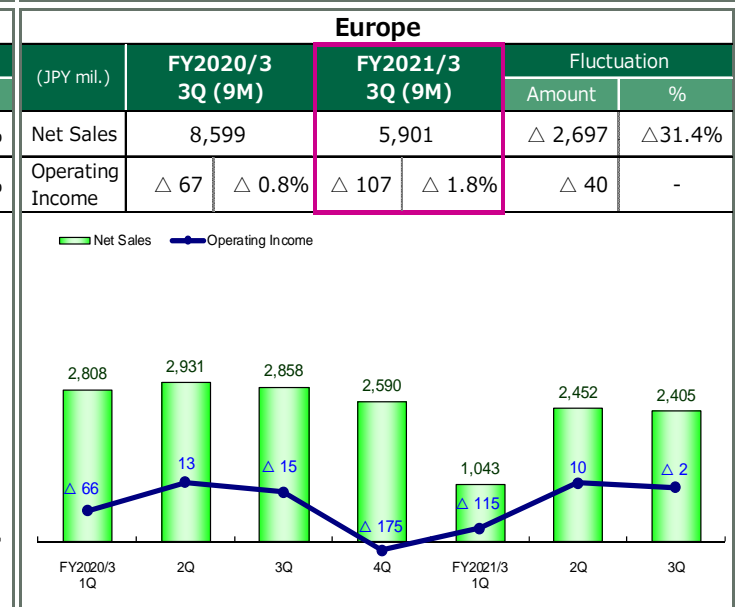 Europe
(JPY mil.) FY2020/3 3Q (9M) FY2021/3 3Q (9M) Fluctuation
Amount %
Net Sales 8,599 5,901 △ 2,697 △31.4%
Operating Income △ 67 △ 0.8% △ 107 △ 1.8% △ 40 -
Net Sales Operating Income
2,808 2,931 2,858 2,590 1,043 2,452 2,405
△ 66 13 △ 15 △ 175 △ 115 10 △ 2
FY2020/3 1Q 2Q 3Q 4Q FY2021/3 1Q 2Q 3Q